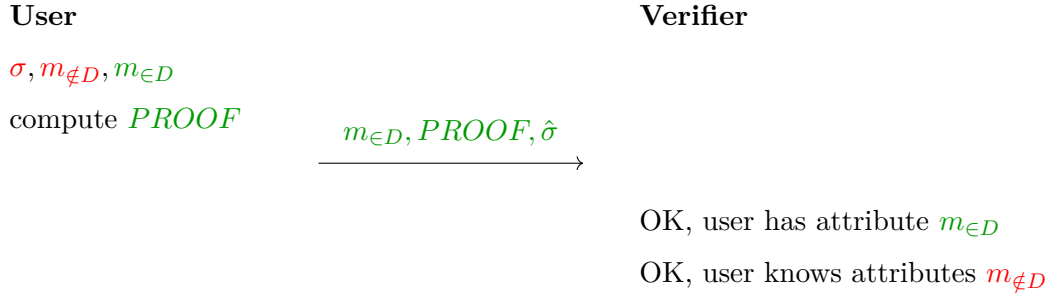 User
Verifier
σ, m∉D, m∈D
compute PROOF
m∈D, PROOF, σ̂
OK, user has attribute m∈D
OK, user knows attributes m∉D